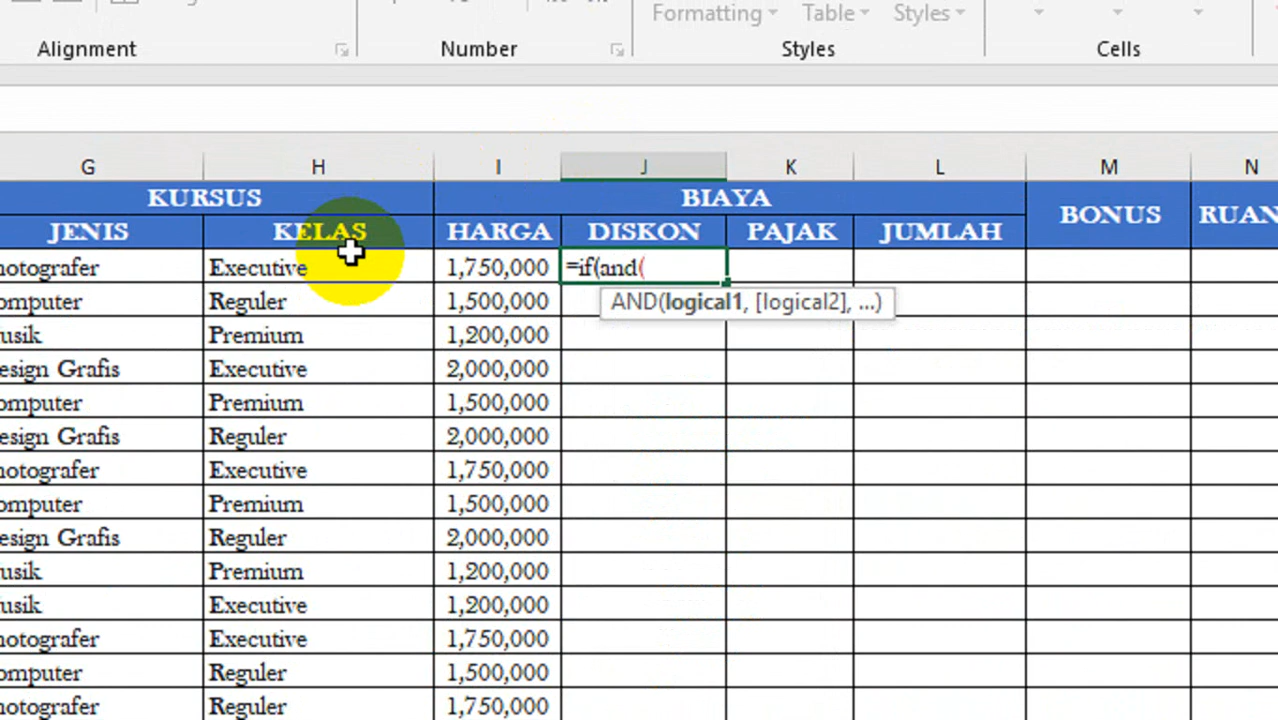 Formatting Table Styles
Alignment Number Styles Cells
G H I J K L M N
KURSUS BIAYA BONUS
JENIS KELAS HARGA DISKON PAJAK JUMLAH RUAN
notografer Executive 1,750,000 =if(and(
omputer Reguler 1,500,000 AND(logical1, [logical2], ...)
usik Premium 1,200,000
esign Grafis Executive 2,000,000
omputer Premium 1,500,000
esign Grafis Reguler 2,000,000
notografer Executive 1,750,000
omputer Premium 1,500,000
esign Grafis Reguler 2,000,000
usik Premium 1,200,000
usik Executive 1,200,000
notografer Executive 1,750,000
omputer Reguler 1,500,000
notografer Reguler 1,750,000